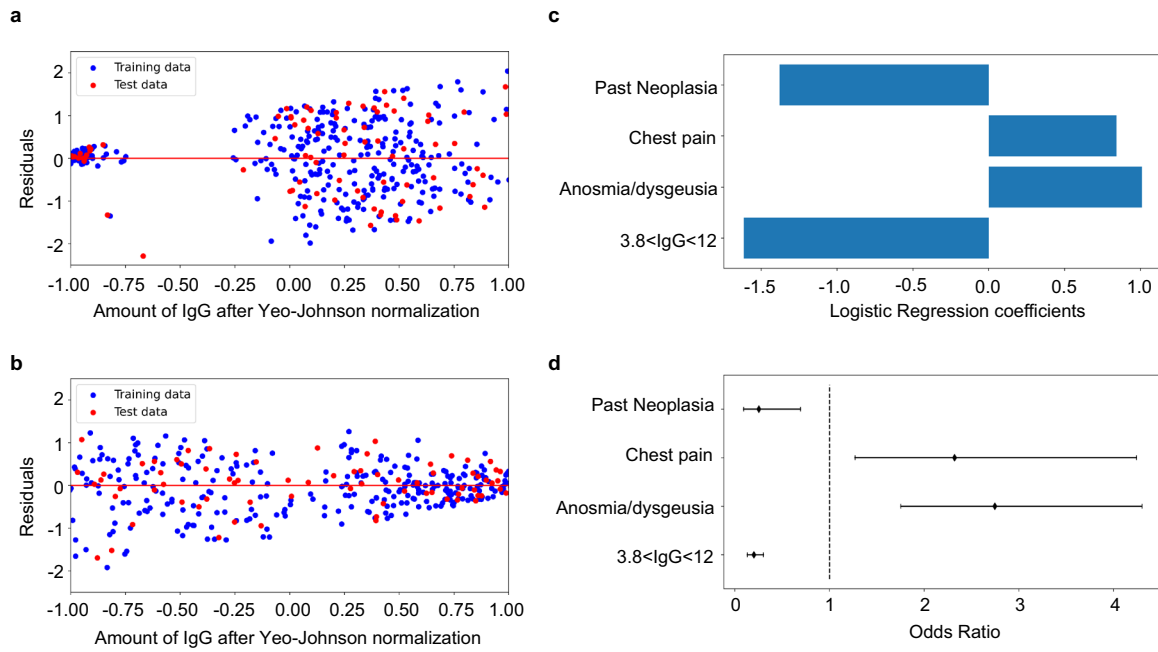 a
2
1
0
-1
-2
Residuals
Training data
Test data
-1.00 -0.75 -0.50 -0.25 0.00 0.25 0.50 0.75 1.00
Amount of IgG after Yeo-Johnson normalization
b
2
1
0
-1
-2
Residuals
Training data
Test data
-1.00 -0.75 -0.50 -0.25 0.00 0.25 0.50 0.75 1.00
Amount of IgG after Yeo-Johnson normalization
c
Past Neoplasia
Chest pain
Anosmia/dysgeusia
3.8<IgG<12
-1.5 -1.0 -0.5 0.0 0.5 1.0
Logistic Regression coefficients
d
Past Neoplasia
Chest pain
Anosmia/dysgeusia
3.8<IgG<12
0 1 2 3 4
Odds Ratio